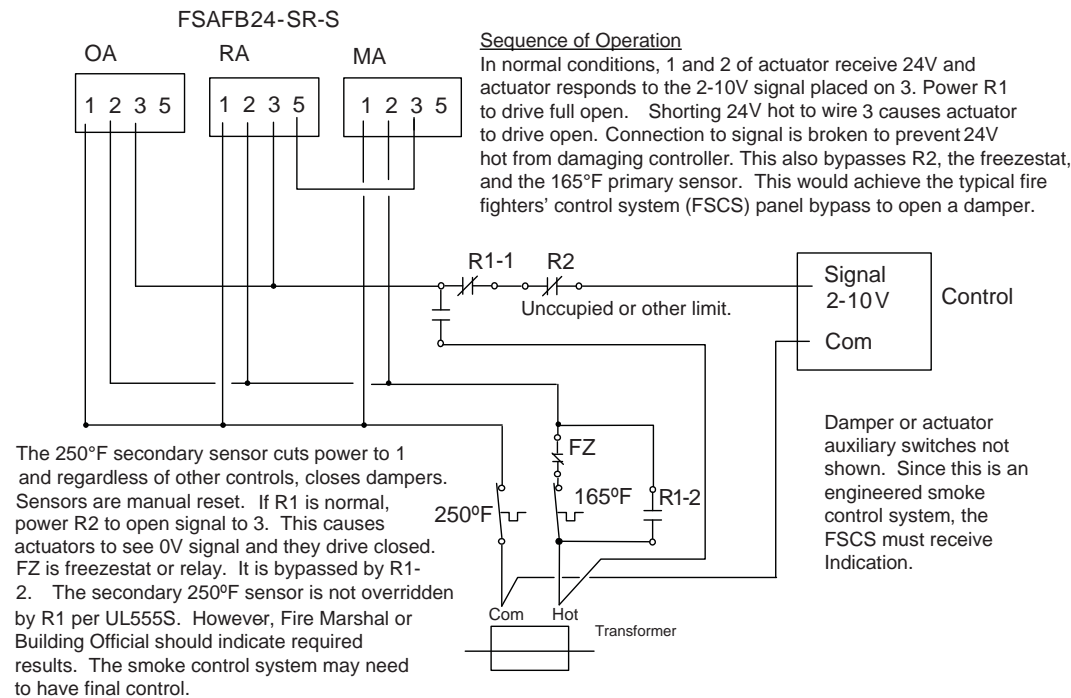 FSAFB24-SR-S
OA
RA
MA
1 2 3 5
1 2 3 5
1 2 3 5
Sequence of Operation
In normal conditions, 1 and 2 of actuator receive 24V and
actuator responds to the 2-10V signal placed on 3. Power R1
to drive full open. Shorting 24V hot to wire 3 causes actuator
to drive open. Connection to signal is broken to prevent 24V
hot from damaging controller. This also bypasses R2, the freezestat,
and the 165°F primary sensor. This would achieve the typical fire
fighters' control system (FSCS) panel bypass to open a damper.
R1-1
R2
Unccupied or other limit.
Signal
2-10V
Com
Control
The 250°F secondary sensor cuts power to 1
and regardless of other controls, closes dampers.
Sensors are manual reset. If R1 is normal,
power R2 to open signal to 3. This causes
actuators to see 0V signal and they drive closed.
FZ is freezestat or relay. It is bypassed by R1-
2. The secondary 250ºF sensor is not overridden
by R1 per UL555S. However, Fire Marshal or
Building Official should indicate required
results. The smoke control system may need
to have final control.
FZ
250ºF
165ºF
R1-2
Com
Hot
Transformer
Damper or actuator
auxiliary switches not
shown. Since this is an
engineered smoke
control system, the
FSCS must receive
Indication.